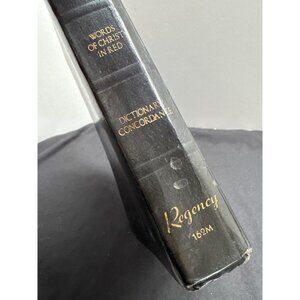 WORDS
OF CHRIST
IN RED
DICTIONARY
CONCORDANCE
Regency
162M